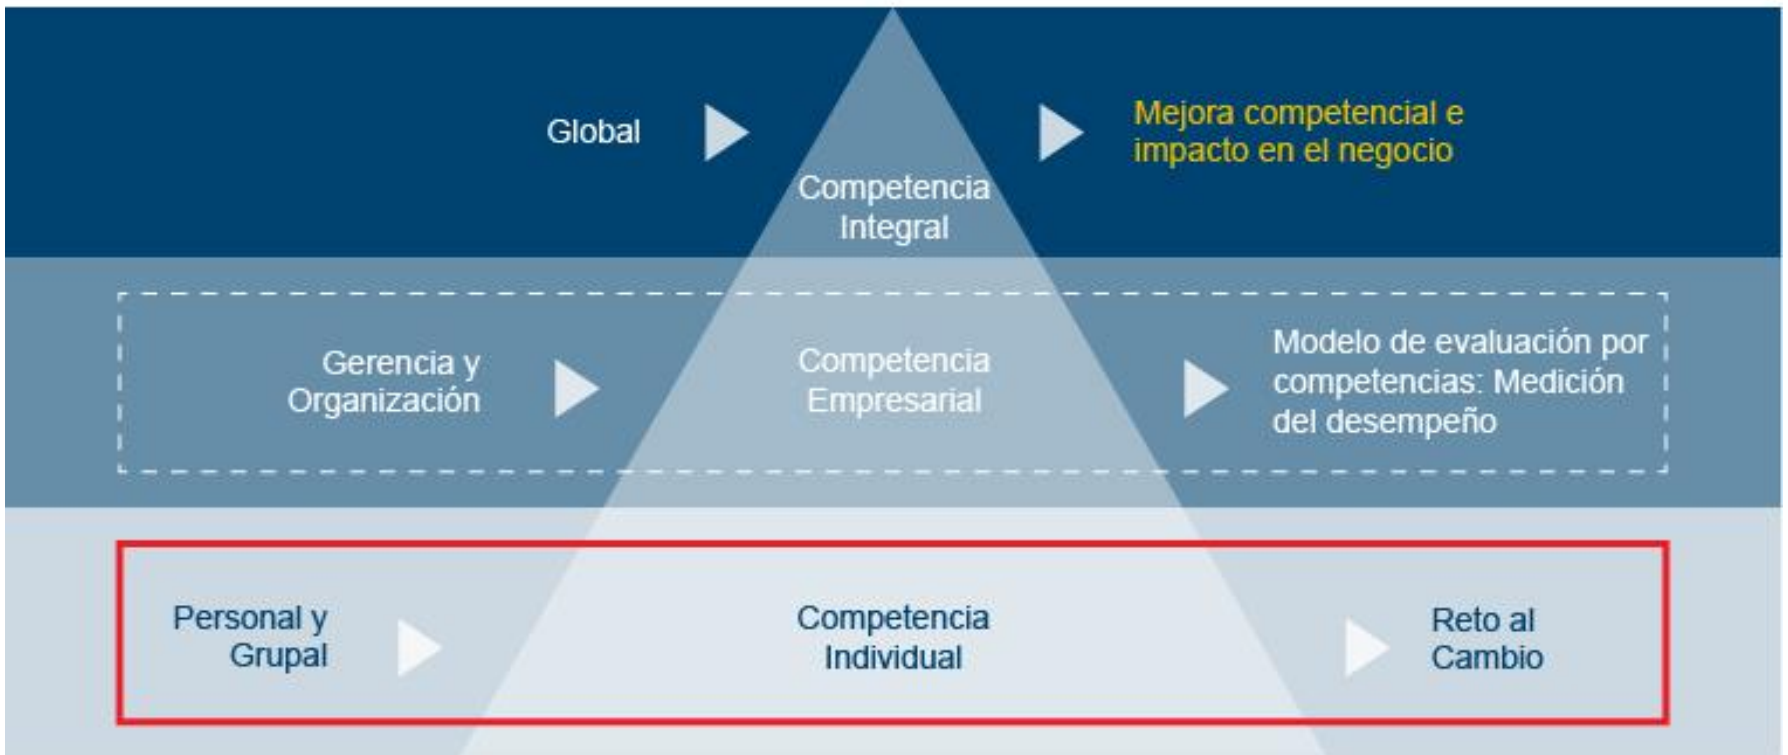 Global
Competencia
Integral
Mejora competencial e
impacto en el negocio
Gerencia y
Organización
Competencia
Empresarial
Modelo de evaluación por
competencias: Medición
del desempeño
Personal y
Grupal
Competencia
Individual
Reto al
Cambio